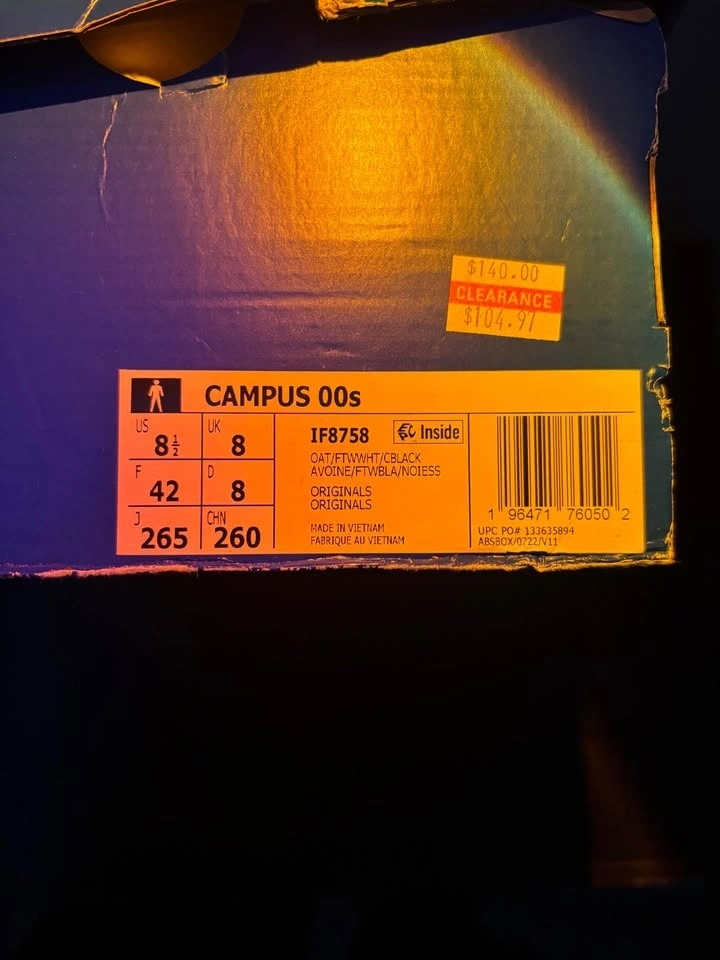 $140.00
CLEARANCE
$104.97
CAMPUS 00s
US 8½ UK 8
F 42 D 8
J 265 CHN 260
IF8758
Inside
OAT/FTWWHT/CBLACK
AVOINE/FTWBLA/NOIESS
ORIGINALS
ORIGINALS
MADE IN VIETNAM
FABRIQUÉ AU VIETNAM
1 96471 76050 2
UPC PO# 133635894
ABSBOX/0722/V11